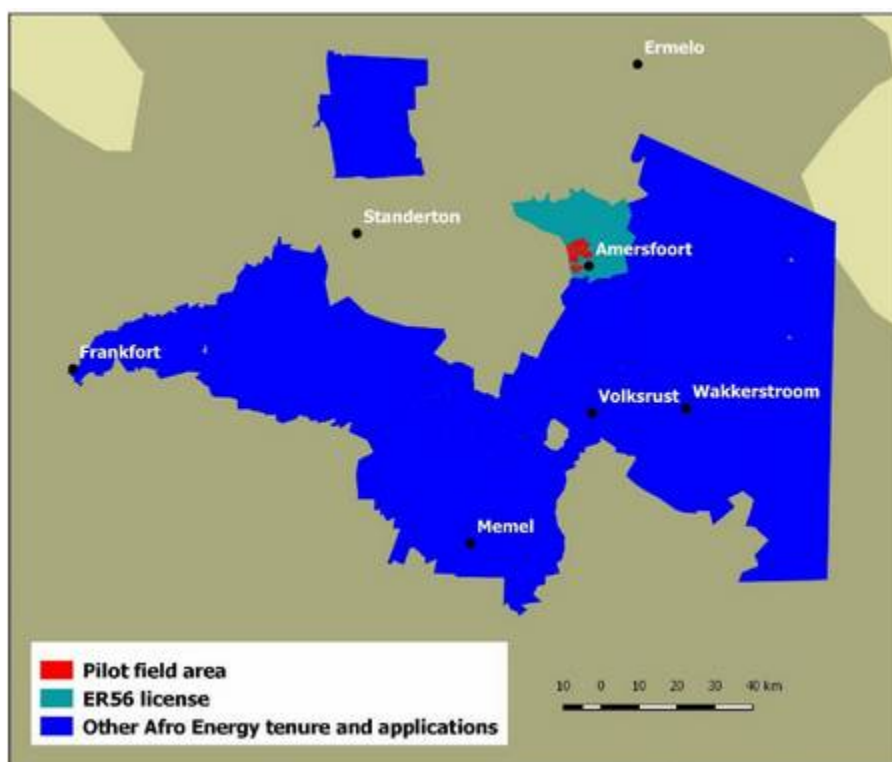 Ermelo
Standerton
Amersfoort
Frankfort
Volksrust
Wakkerstroom
Memel
Pilot field area
ER56 license
Other Afro Energy tenure and applications
10 0 10 20 30 40 km